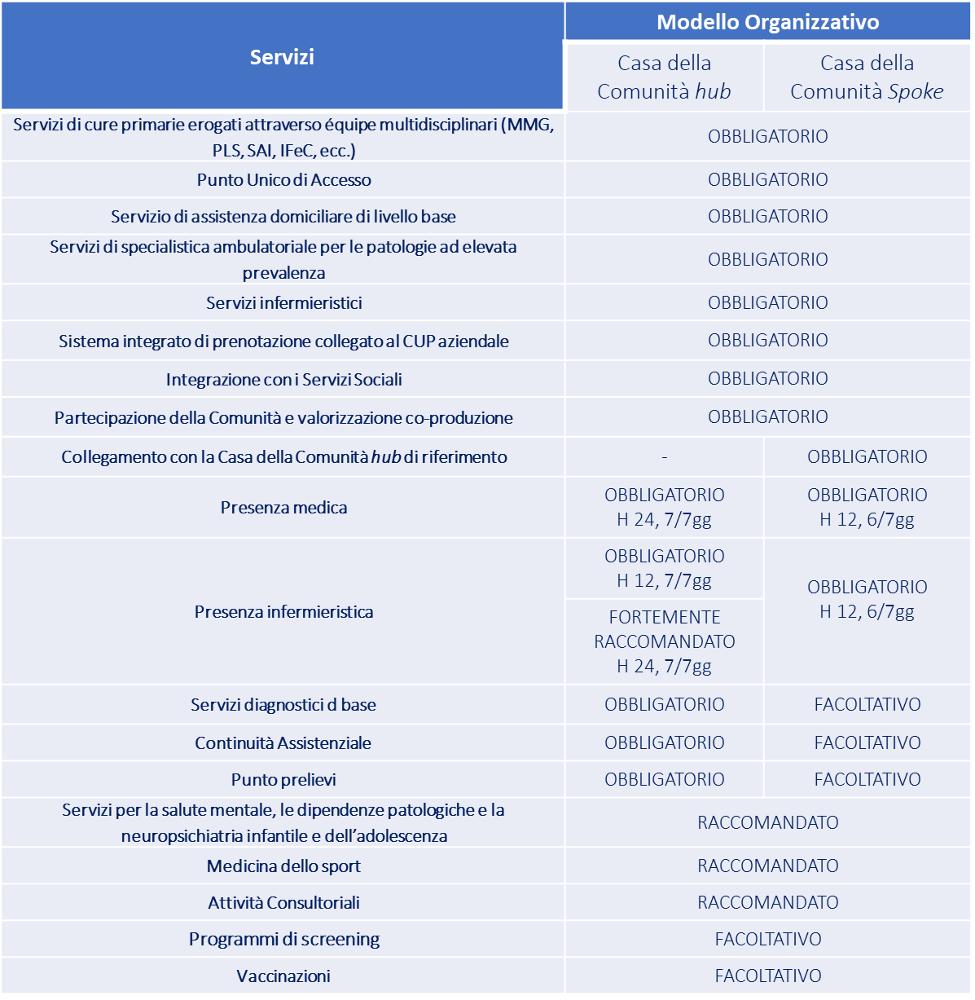 Servizi
Modello Organizzativo
Casa della
Comunità hub
Casa della
Comunità Spoke
Servizi di cure primarie erogati attraverso équipe multidisciplinari (MMG,
PLS, SAI, IFeC, ecc.)
OBBLIGATORIO
Punto Unico di Accesso
OBBLIGATORIO
Servizio di assistenza domiciliare di livello base
OBBLIGATORIO
Servizi di specialistica ambulatoriale per le patologie ad elevata
prevalenza
OBBLIGATORIO
Servizi infermieristici
OBBLIGATORIO
Sistema integrato di prenotazione collegato al CUP aziendale
OBBLIGATORIO
Integrazione con i Servizi Sociali
OBBLIGATORIO
Partecipazione della Comunità e valorizzazione co-produzione
OBBLIGATORIO
Collegamento con la Casa della Comunità hub di riferimento
-
OBBLIGATORIO
Presenza medica
OBBLIGATORIO
H 24, 7/7gg
OBBLIGATORIO
H 12, 6/7gg
Presenza infermieristica
OBBLIGATORIO
H 12, 7/7gg
FORTEMENTE
RACCOMANDATO
H 24, 7/7gg
OBBLIGATORIO
H 12, 6/7gg
Servizi diagnostici d base
OBBLIGATORIO
FACOLTATIVO
Continuità Assistenziale
OBBLIGATORIO
FACOLTATIVO
Punto prelievi
OBBLIGATORIO
FACOLTATIVO
Servizi per la salute mentale, le dipendenze patologiche e la
neuropsichiatria infantile e dell'adolescenza
RACCOMANDATO
Medicina dello sport
RACCOMANDATO
Attività Consultoriali
RACCOMANDATO
Programmi di screening
FACOLTATIVO
Vaccinazioni
FACOLTATIVO